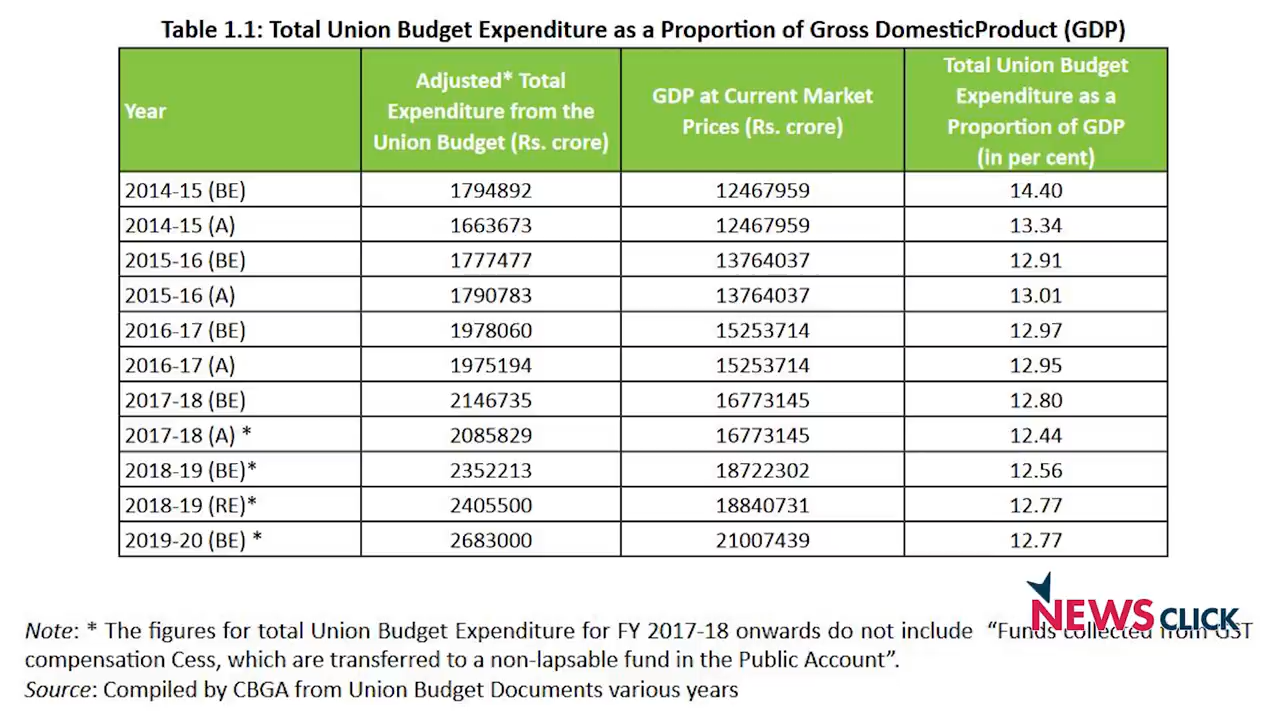 Table 1.1: Total Union Budget Expenditure as a Proportion of Gross DomesticProduct (GDP)
Year
Adjusted* Total
Expenditure from the
Union Budget (Rs. crore)
GDP at Current Market
Prices (Rs. crore)
Total Union Budget
Expenditure as a
Proportion of GDP
(in per cent)
2014-15 (BE) 1794892 12467959 14.40
2014-15 (A) 1663673 12467959 13.34
2015-16 (BE) 1777477 13764037 12.91
2015-16 (A) 1790783 13764037 13.01
2016-17 (BE) 1978060 15253714 12.97
2016-17 (A) 1975194 15253714 12.95
2017-18 (BE) 2146735 16773145 12.80
2017-18 (A) * 2085829 16773145 12.44
2018-19 (BE)* 2352213 18722302 12.56
2018-19 (RE)* 2405500 18840731 12.77
2019-20 (BE) * 2683000 21007439 12.77
NEWSCLICK
Note: * The figures for total Union Budget Expenditure for FY 2017-18 onwards do not include “Funds collected from GST
compensation Cess, which are transferred to a non-lapsable fund in the Public Account”.
Source: Compiled by CBGA from Union Budget Documents various years